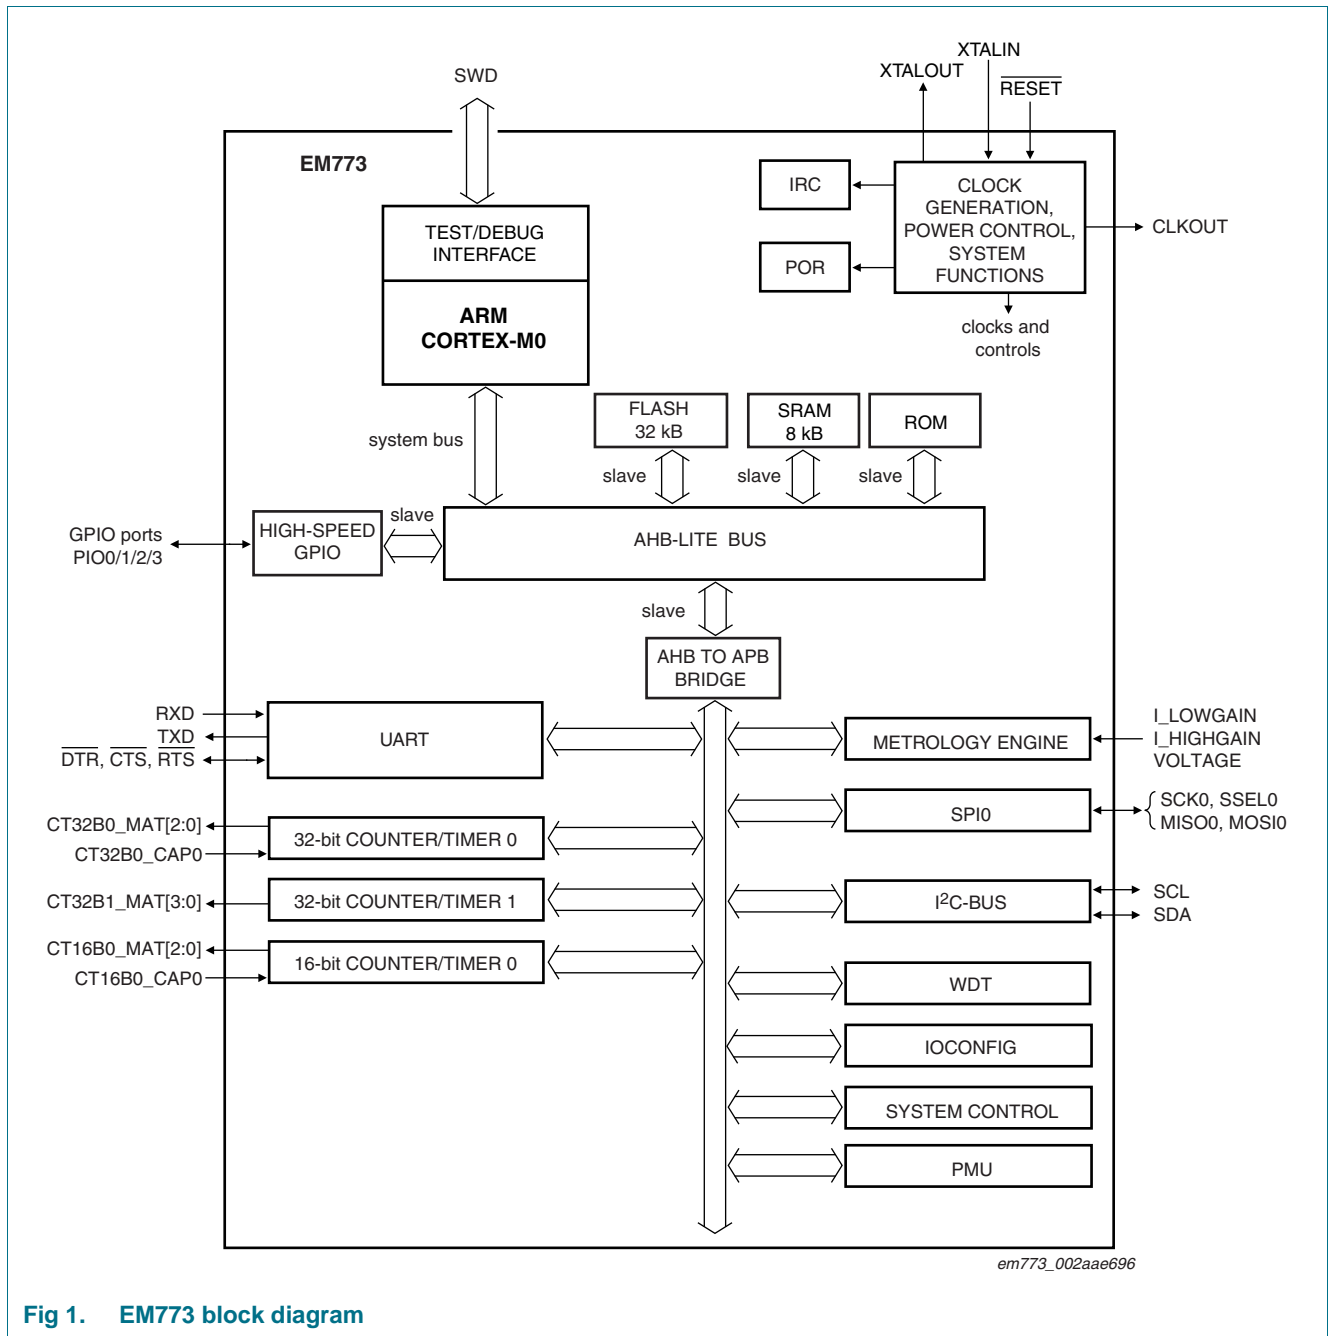 XTALIN
XTALOUT
SWD
RESET
EM773
IRC
CLOCK
GENERATION,
POWER CONTROL,
SYSTEM
FUNCTIONS
CLKOUT
TEST/DEBUG
INTERFACE
POR
ARM
CORTEX-M0
clocks and
controls
FLASH
32 kB
SRAM
8 kB
ROM
system bus
slave
slave
slave
slave
GPIO ports
PIO0/1/2/3
HIGH-SPEED
GPIO
AHB-LITE BUS
slave
AHB TO APB
BRIDGE
RXD
TXD
DTR, CTS, RTS
UART
METROLOGY ENGINE
I_LOWGAIN
I_HIGHGAIN
VOLTAGE
SPI0
SCK0, SSEL0
MISO0, MOSI0
CT32B0_MAT[2:0]
CT32B0_CAP0
32-bit COUNTER/TIMER 0
CT32B1_MAT[3:0]
32-bit COUNTER/TIMER 1
I²C-BUS
SCL
SDA
CT16B0_MAT[2:0]
CT16B0_CAP0
16-bit COUNTER/TIMER 0
WDT
IOCONFIG
SYSTEM CONTROL
PMU
em773_002aae696
Fig 1. EM773 block diagram